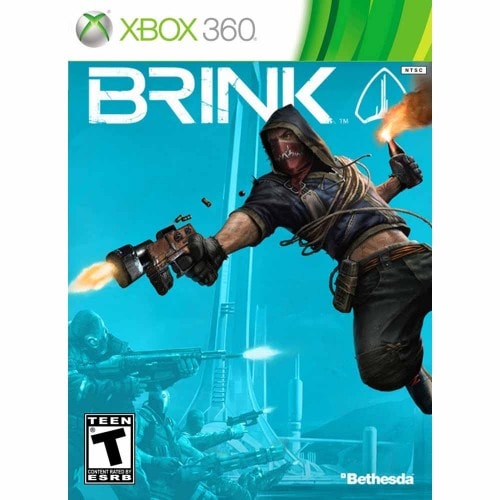 XBOX 360.
NTSC
BRINK
TM
TEEN
T
CONTENT RATED BY
ESRB
Bethesda